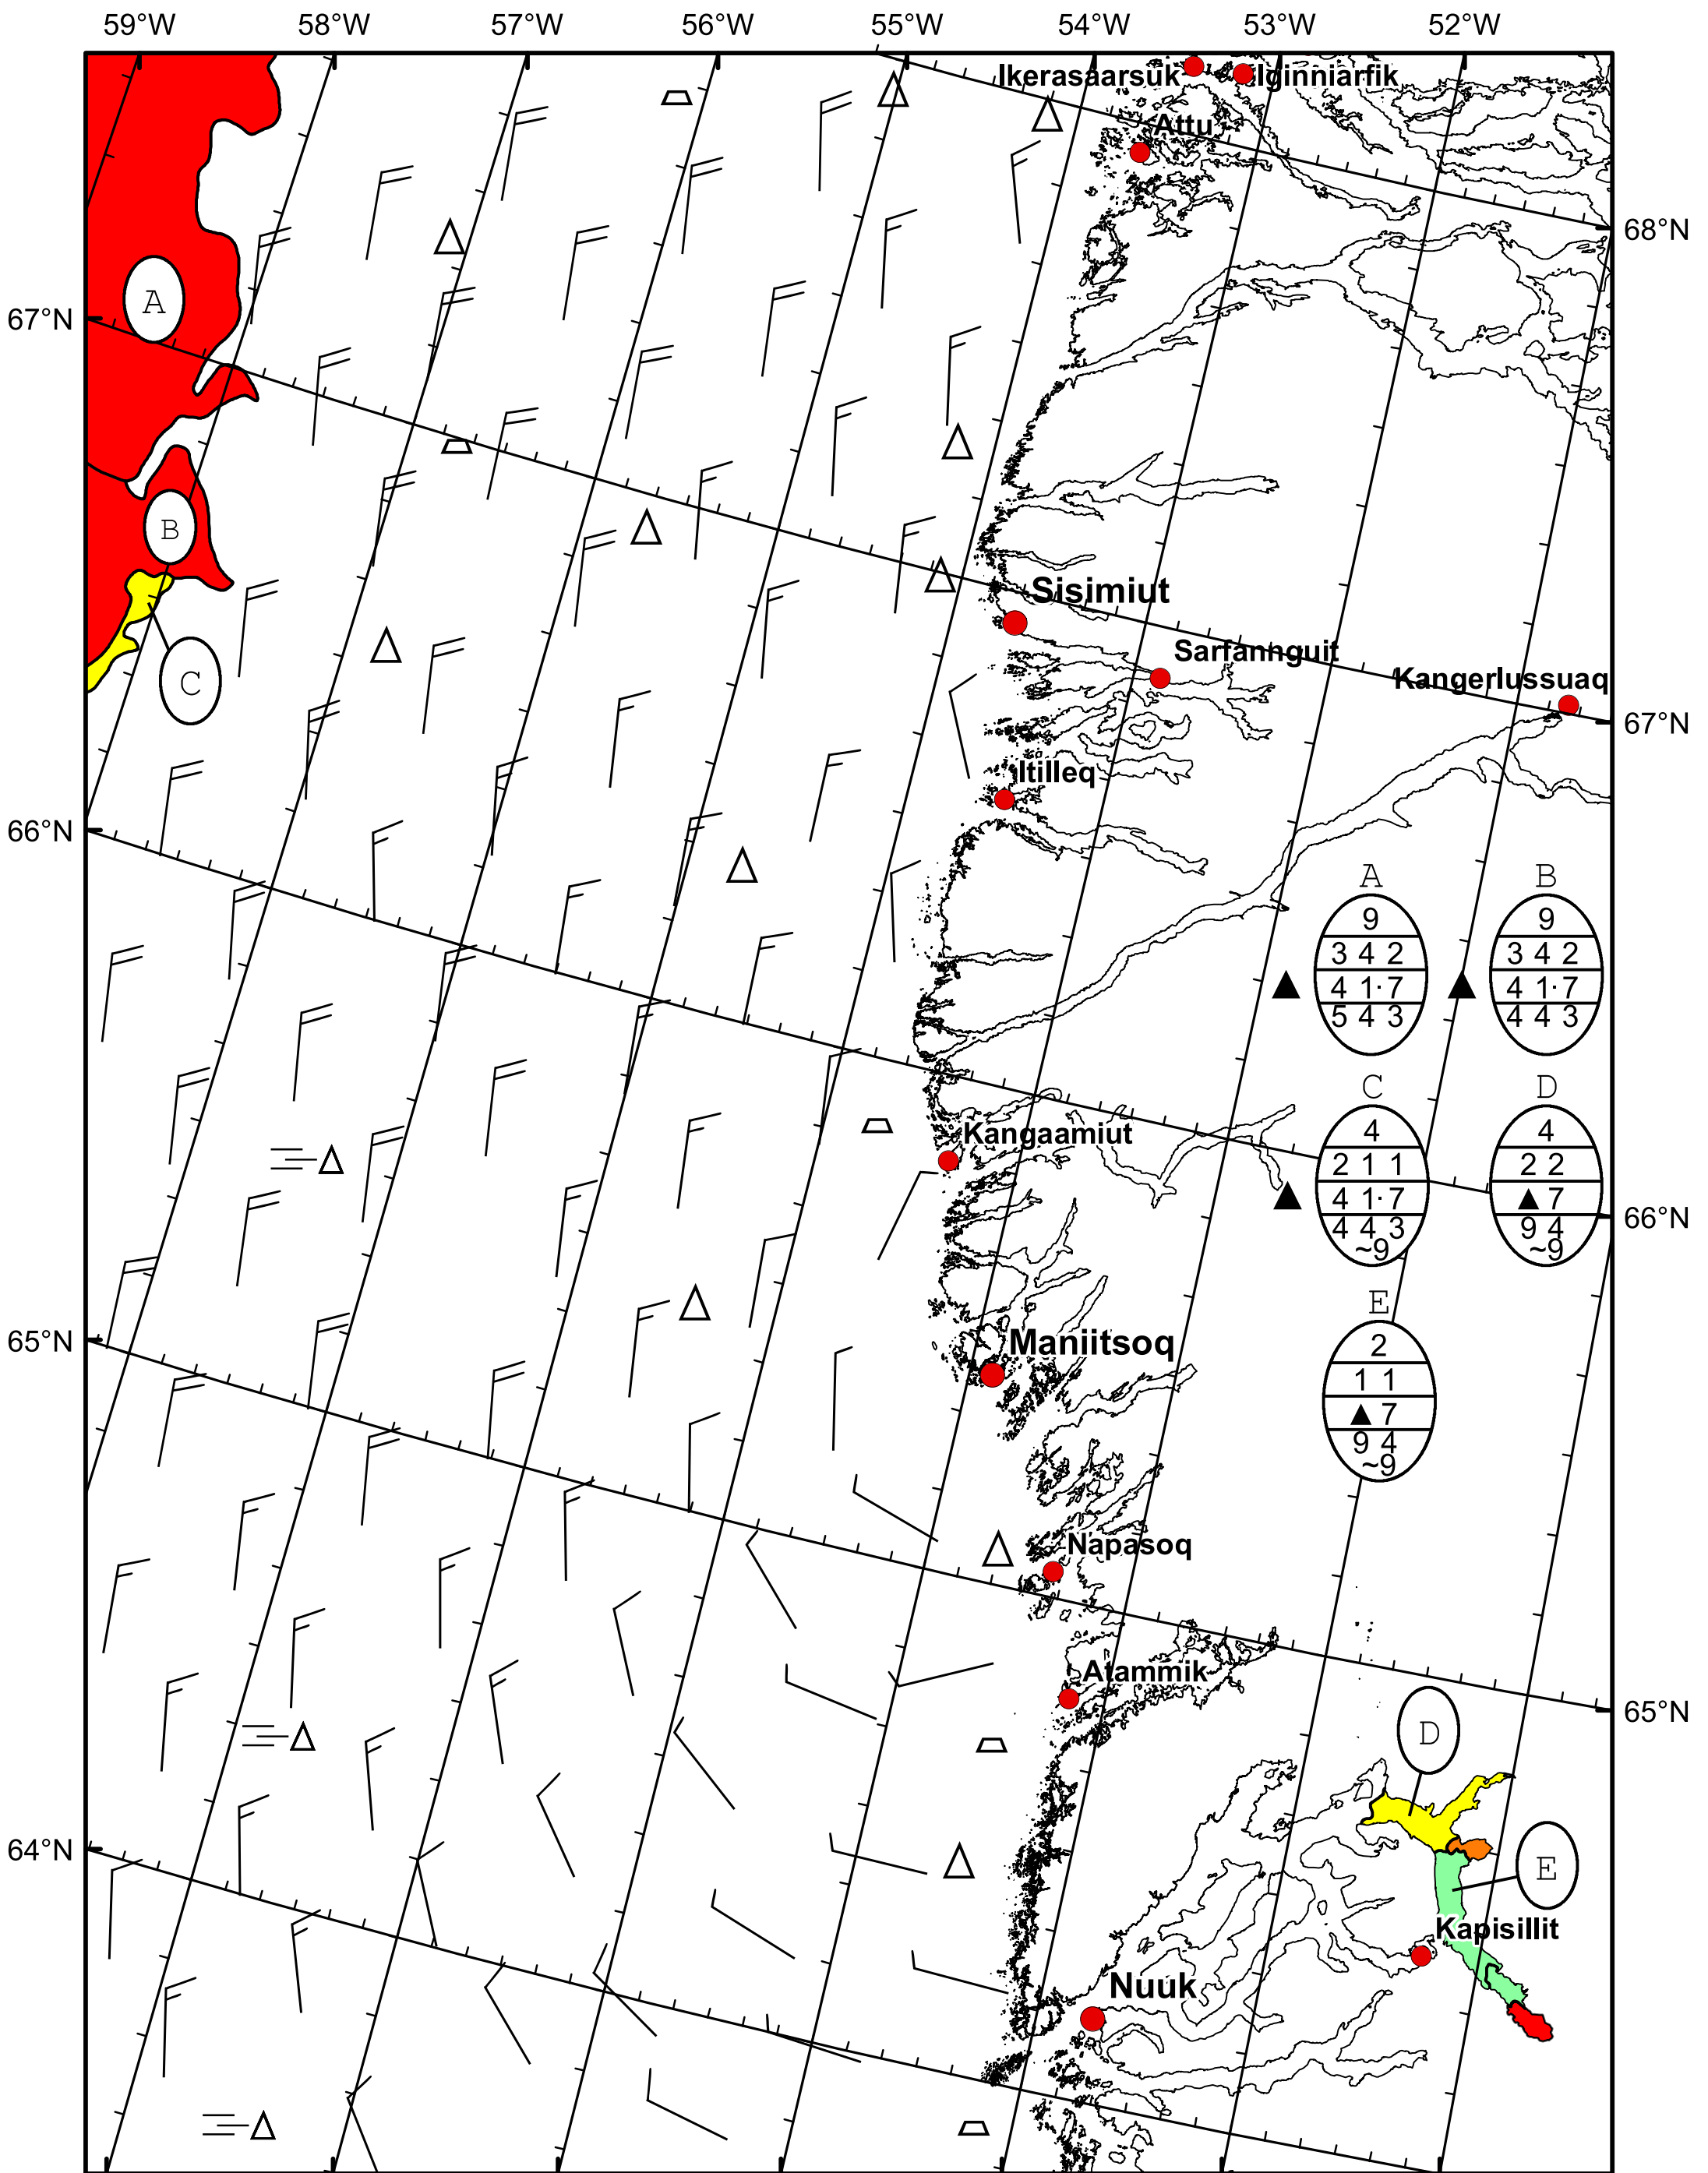 59°W 58°W 57°W 56°W 55°W 54°W 53°W 52°W
Ikerasaarsuk Iginniarfik
Attu
68°N
A
67°N
B
Sisimiut
Sarfannguit
C
Kangerlussuaq
67°N
Itilleq
66°N
A B
9 9
3 4 2 3 4 2
4 1· 7 4 1· 7
5 4 3 4 4 3
C D
Kangaamiut
4 4
2 1 1 2 2
4 1· 7 ▲ 7
66°N
4 4 3 9 4
~9 ~9
E
65°N
Maniitsoq
2
1 1
▲ 7
9 4
~9
Napasoq
Atammik
65°N
D
64°N
E
Kapisillit
Nuuk